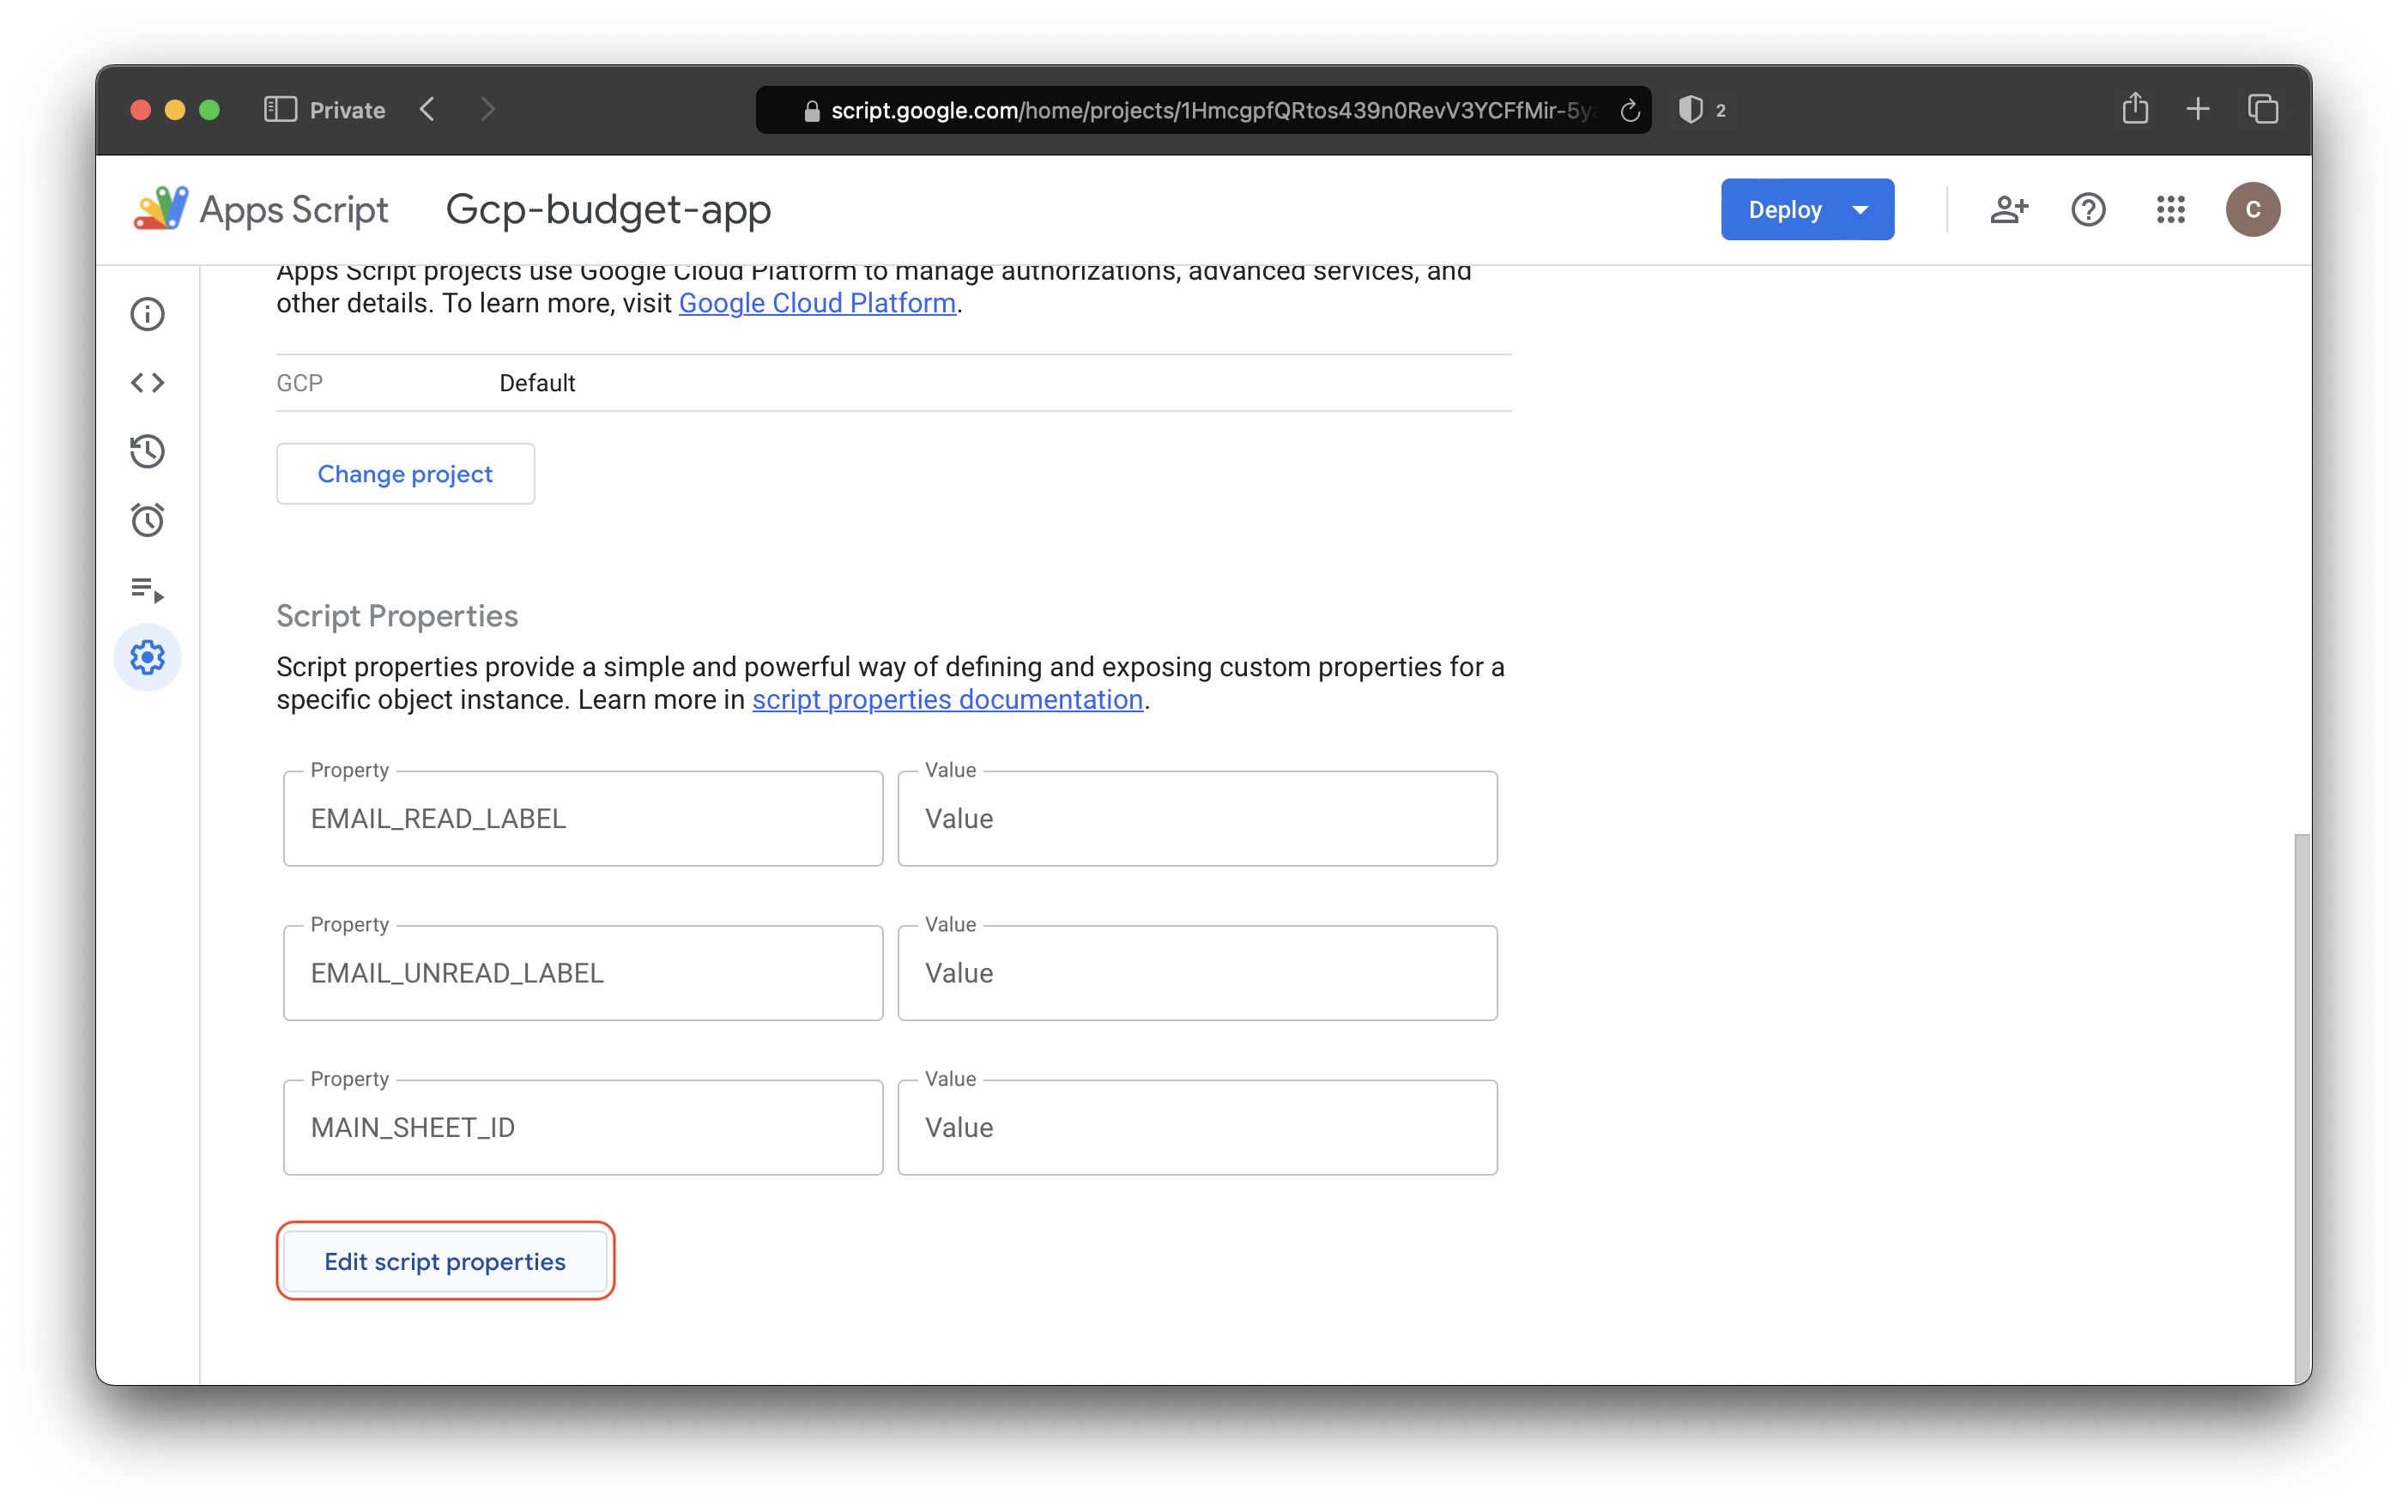 Private
script.google.com/home/projects/1HmcgpfQRtos439n0RevV3YCFfMir-5ya
2
Apps Script
Gcp-budget-app
Deploy
C
Apps Script projects use Google Cloud Platform to manage authorizations, advanced services, and
other details. To learn more, visit Google Cloud Platform.
GCP
Default
Change project
Script Properties
Script properties provide a simple and powerful way of defining and exposing custom properties for a
specific object instance. Learn more in script properties documentation.
Property
Value
EMAIL_READ_LABEL
Value
Property
Value
EMAIL_UNREAD_LABEL
Value
Property
Value
MAIN_SHEET_ID
Value
Edit script properties